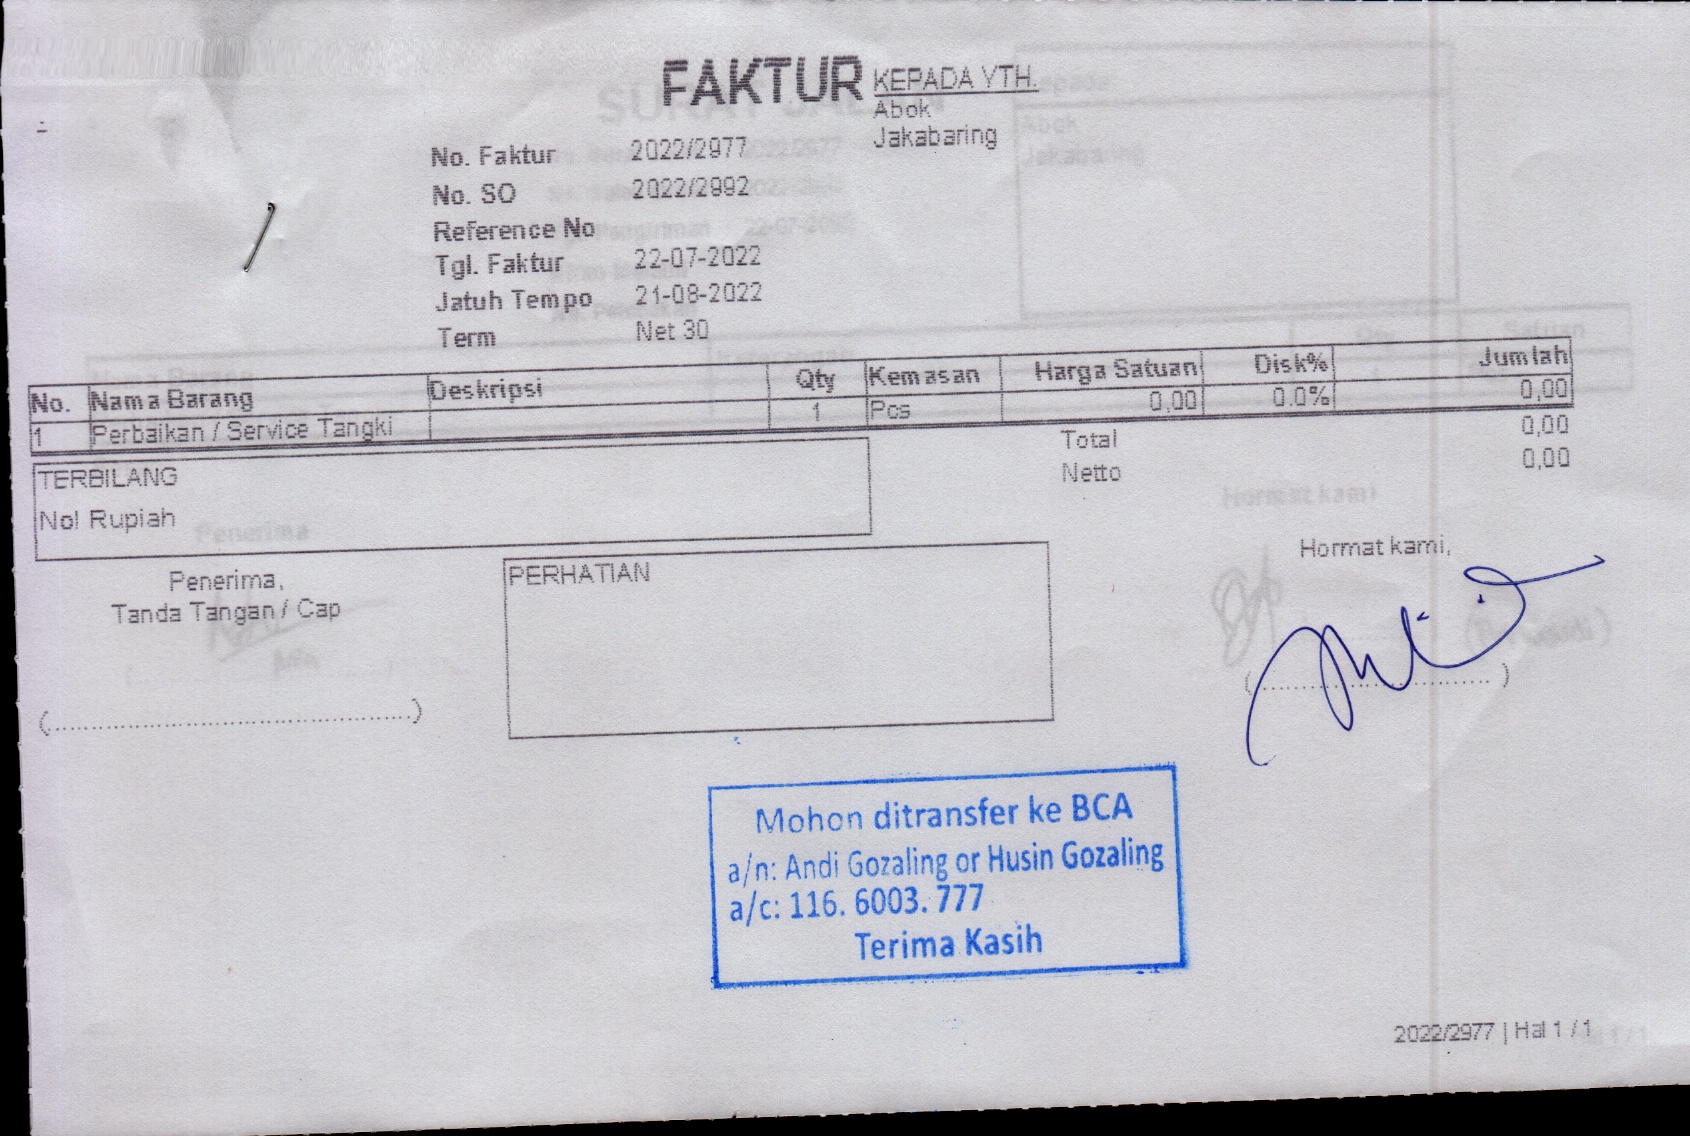 FAKTUR
KEPADA YTH.
Abok
Jakabaring
No. Faktur 2022/2977
No. SO 2022/2992
Reference No
Tgl. Faktur 22-07-2022
Jatuh Tempo 21-08-2022
Term Net 30
No. Nama Barang Deskripsi Qty Kemasan Harga Satuan Disk% Jumlah
1 Perbaikan / Service Tangki 1 Pcs 0,00 0.0% 0,00
Total 0,00
Netto 0,00
TERBILANG
Nol Rupiah
Penerima,
Tanda Tangan / Cap
(..............................................)
PERHATIAN
Hormat kami,
(..............................)
Mohon ditransfer ke BCA
a/n: Andi Gozaling or Husin Gozaling
a/c: 116. 6003. 777
Terima Kasih
2022/2977 | Hal 1 / 1